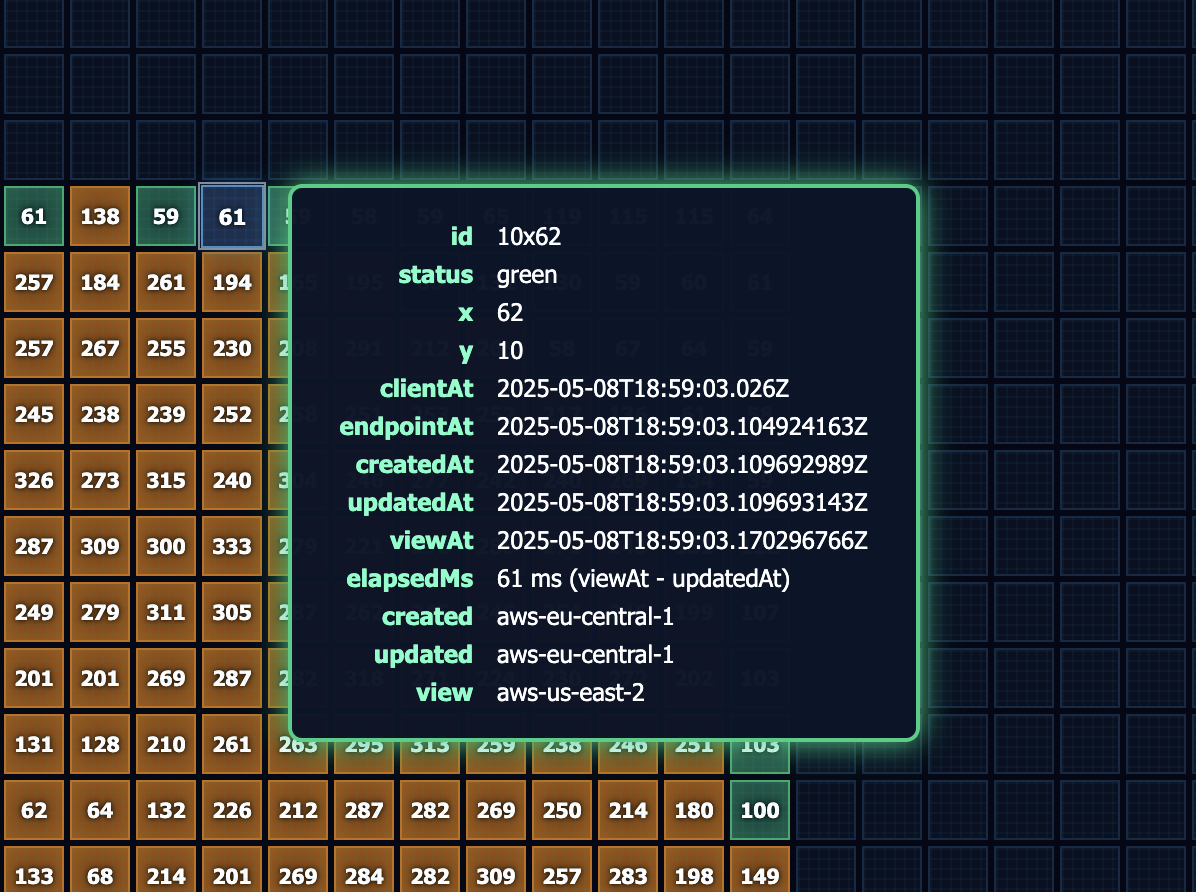 61 138 59 61
id 10x62
status green
x 62
y 10
clientAt 2025-05-08T18:59:03.026Z
endpointAt 2025-05-08T18:59:03.104924163Z
createdAt 2025-05-08T18:59:03.109692989Z
updatedAt 2025-05-08T18:59:03.109693143Z
viewAt 2025-05-08T18:59:03.170296766Z
elapsedMs 61 ms (viewAt - updatedAt)
created aws-eu-central-1
updated aws-eu-central-1
view aws-us-east-2
257 184 261 194
257 267 255 230
245 238 239 252
326 273 315 240
287 309 300 333
249 279 311 305
201 201 269 287
131 128 210 261 263 295 313 259 238 246 251 103
62 64 132 226 212 287 282 269 250 214 180 100
133 68 214 201 269 284 282 309 257 283 198 149